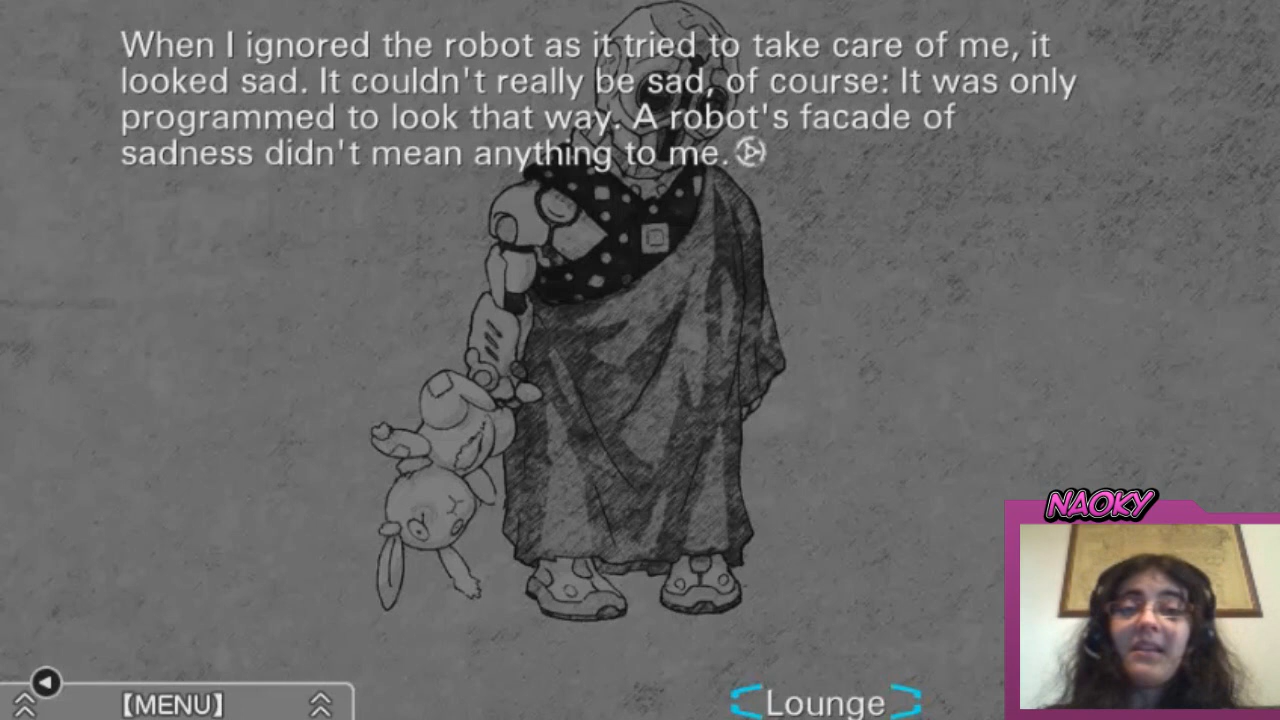 When I ignored the robot as it tried to take care of me, it
looked sad. It couldn't really be sad, of course: It was only
programmed to look that way. A robot's facade of
sadness didn't mean anything to me.
NAOKY
【MENU】
Lounge